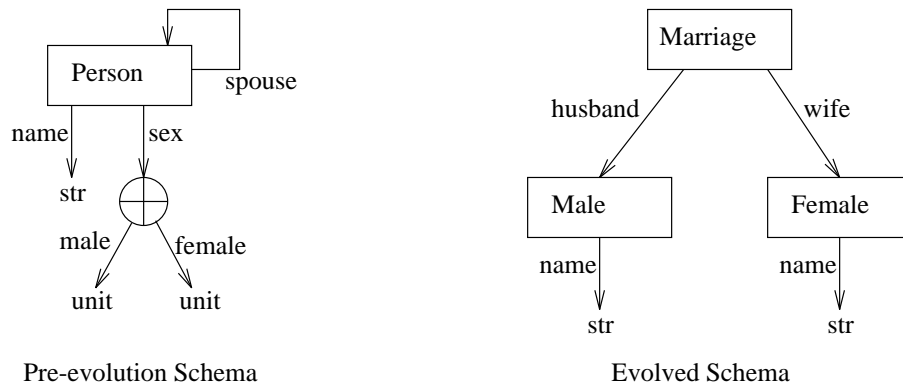 Person
spouse
name
sex
str
male
female
unit
unit
Pre-evolution Schema
Marriage
husband
wife
Male
Female
name
name
str
str
Evolved Schema